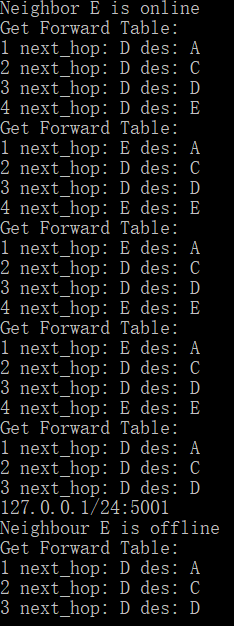 Neighbor E is online
Get Forward Table:
1 next_hop: D des: A
2 next_hop: D des: C
3 next_hop: D des: D
4 next_hop: D des: E
Get Forward Table:
1 next_hop: E des: A
2 next_hop: D des: C
3 next_hop: D des: D
4 next_hop: E des: E
Get Forward Table:
1 next_hop: E des: A
2 next_hop: D des: C
3 next_hop: D des: D
4 next_hop: E des: E
Get Forward Table:
1 next_hop: E des: A
2 next_hop: D des: C
3 next_hop: D des: D
4 next_hop: E des: E
Get Forward Table:
1 next_hop: D des: A
2 next_hop: D des: C
3 next_hop: D des: D
127.0.0.1/24:5001
Neighbour E is offline
Get Forward Table:
1 next_hop: D des: A
2 next_hop: D des: C
3 next_hop: D des: D